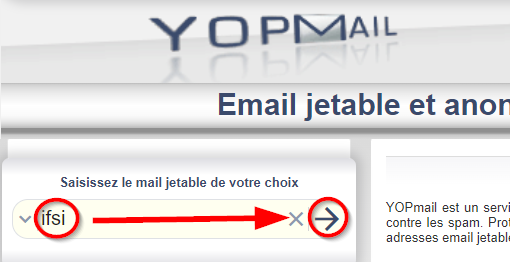 YOPMAIL
Email jetable et anon
Saisissez le mail jetable de votre choix
ifsi
YOPmail est un servi
contre les spam. Prot
adresses email jetable